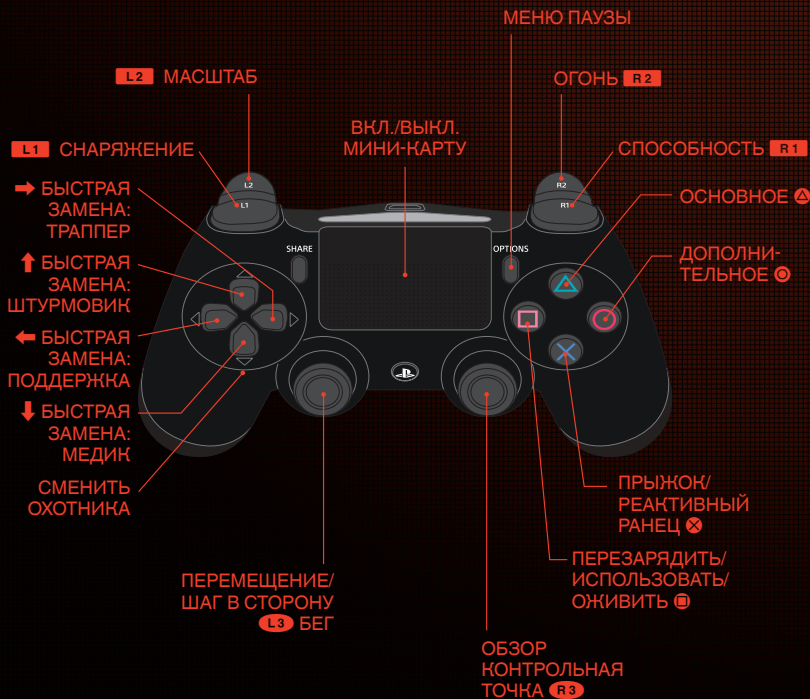 МЕНЮ ПАУЗЫ
L2 МАСШТАБ
ОГОНЬ R2
ВКЛ./ВЫКЛ.
МИНИ-КАРТУ
L1 СНАРЯЖЕНИЕ
СПОСОБНОСТЬ R1
L2
L1
R2
R1
БЫСТРАЯ
ЗАМЕНА:
ТРАППЕР
ОСНОВНОЕ
SHARE
OPTIONS
ДОПОЛНИ-
ТЕЛЬНОЕ
БЫСТРАЯ
ЗАМЕНА:
ШТУРМОВИК
БЫСТРАЯ
ЗАМЕНА:
ПОДДЕРЖКА
БЫСТРАЯ
ЗАМЕНА:
МЕДИК
СМЕНИТЬ
ОХОТНИКА
ПРЫЖОК/
РЕАКТИВНЫЙ
РАНЕЦ
ПЕРЕЗАРЯДИТЬ/
ИСПОЛЬЗОВАТЬ/
ОЖИВИТЬ
ПЕРЕМЕЩЕНИЕ/
ШАГ В СТОРОНУ
L3 БЕГ
ОБЗОР
КОНТРОЛЬНАЯ
ТОЧКА R3